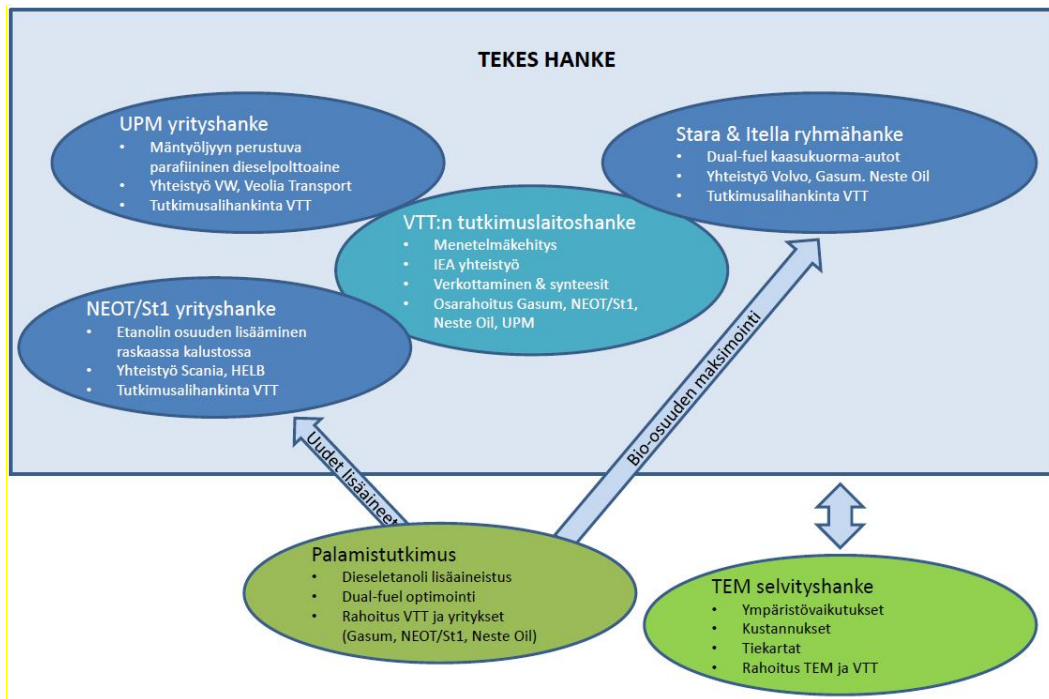 TEKES HANKE
UPM yrityshanke
• Mäntyöljyyn perustuva
parafiininen dieselpolttoaine
• Yhteistyö VW, Veolia Transport
• Tutkimusalihankinta VTT
Stara & Itella ryhmähanke
• Dual-fuel kaasukuorma-autot
• Yhteistyö Volvo, Gasum. Neste Oil
• Tutkimusalihankinta VTT
VTT:n tutkimuslaitoshanke
• Menetelmäkehitys
• IEA yhteistyö
• Verkottaminen & synteesit
• Osarahoitus Gasum, NEOT/St1,
Neste Oil, UPM
NEOT/St1 yrityshanke
• Etanolin osuuden lisääminen
raskaassa kalustossa
• Yhteistyö Scania, HELB
• Tutkimusalihankinta VTT
Uudet lisäaineet
Bio-osuuden maksimointi
Palamistutkimus
• Dieseletanoli lisäaineistus
• Dual-fuel optimointi
• Rahoitus VTT ja yritykset
(Gasum, NEOT/St1, Neste Oil)
TEM selvityshanke
• Ympäristövaikutukset
• Kustannukset
• Tiekartat
• Rahoitus TEM ja VTT